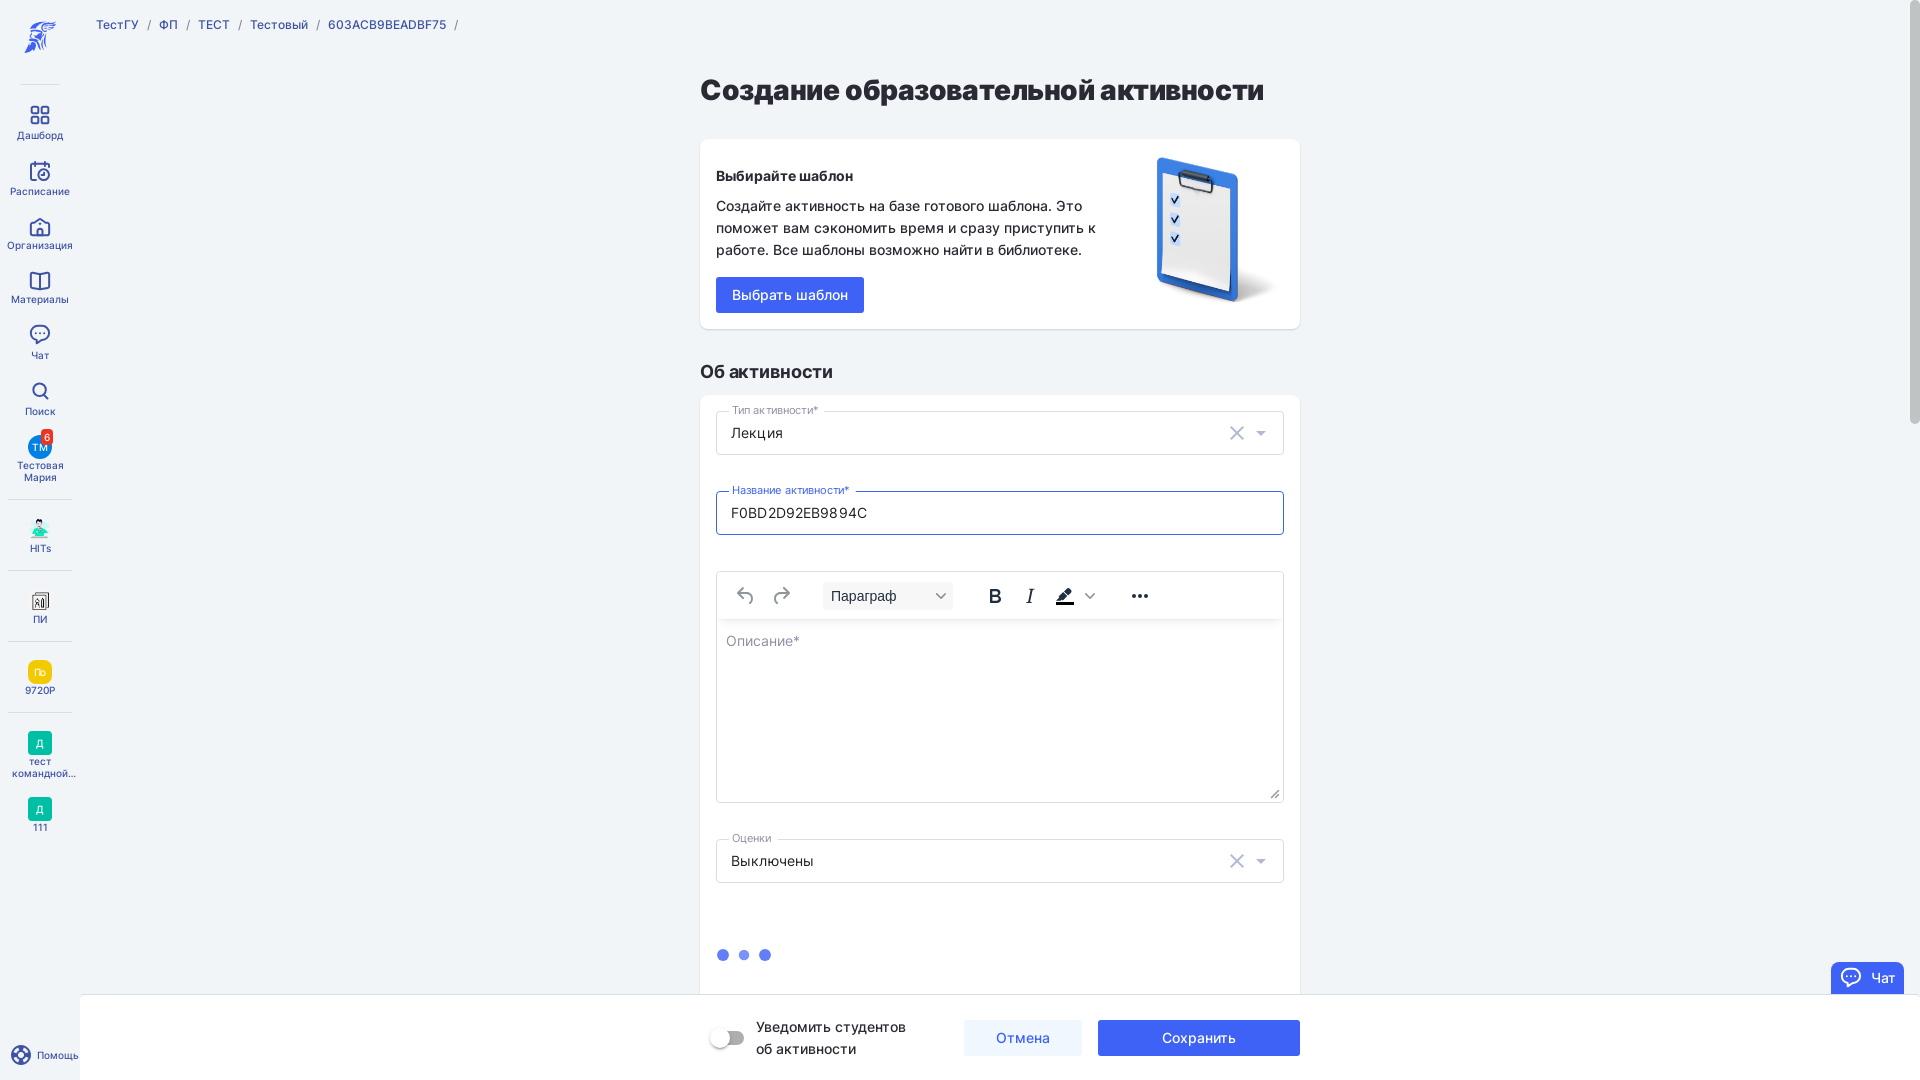 ТестГУ / ФП / ТЕСТ / Тестовый / 603ACB9BEADBF75 /
Дашборд
Расписание
Организация
Материалы
Чат
Поиск
6
ТМ
Тестовая
Мария
HITs
ПИ
Пb
9720P
Д
тест
командной...
Д
111
Помощь
Создание образовательной активности
Выбирайте шаблон
Создайте активность на базе готового шаблона. Это
поможет вам сэкономить время и сразу приступить к
работе. Все шаблоны возможно найти в библиотеке.
Выбрать шаблон
Об активности
Тип активности*
Лекция
Название активности*
F0BD2D92EB9894C
Параграф
B I
Описание*
Оценки
Выключены
Чат
Уведомить студентов
об активности
Отмена
Сохранить